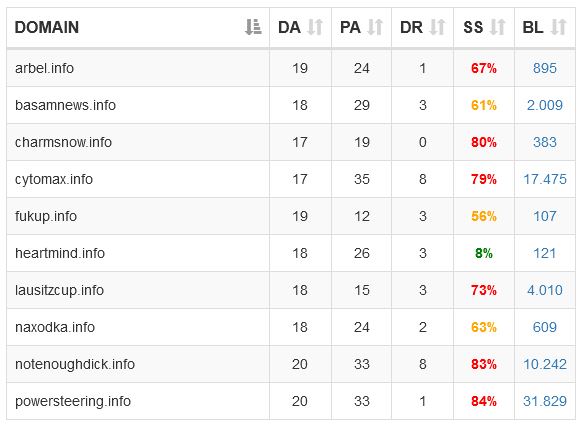 DOMAIN DA PA DR SS BL
arbel.info 19 24 1 67% 895
basamnews.info 18 29 3 61% 2.009
charmsnow.info 17 19 0 80% 383
cytomax.info 17 35 8 79% 17.475
fukup.info 19 12 3 56% 107
heartmind.info 18 26 3 8% 121
lausitzcup.info 18 15 3 73% 4.010
naxodka.info 18 24 2 63% 609
notenoughdick.info 20 33 8 83% 10.242
powersteering.info 20 33 1 84% 31.829